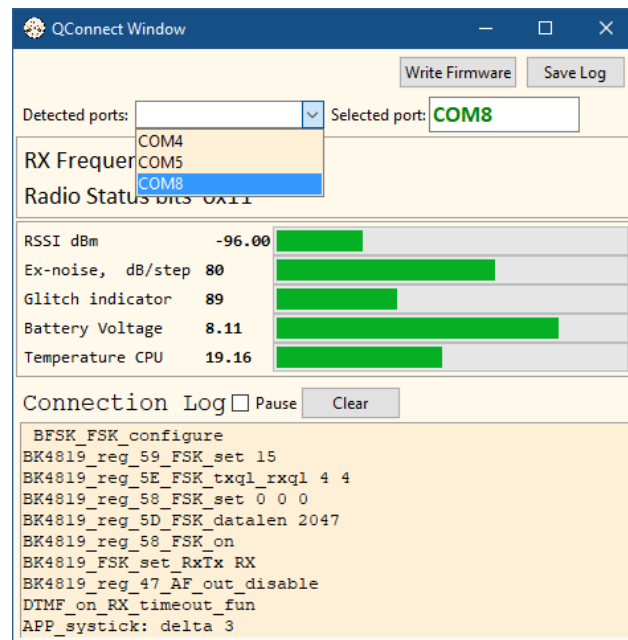 QConnect Window
Write Firmware Save Log
Detected ports: Selected port: COM8
COM4
RX Frequen COM5
COM8
Radio Status bits 0x11
RSSI dBm -96.00
Ex-noise, dB/step 80
Glitch indicator 89
Battery Voltage 8.11
Temperature CPU 19.16
Connection Log Pause Clear
BFSK_FSK_configure
BK4819_reg_59_FSK_set 15
BK4819_reg_5E_FSK_txql_rxql 4 4
BK4819_reg_58_FSK_set 0 0 0
BK4819_reg_5D_FSK_datalen 2047
BK4819_reg_58_FSK_on
BK4819_FSK_set_RxTx RX
BK4819_reg_47_AF_out_disable
DTMF_on_RX_timeout_fun
APP_systick: delta 3